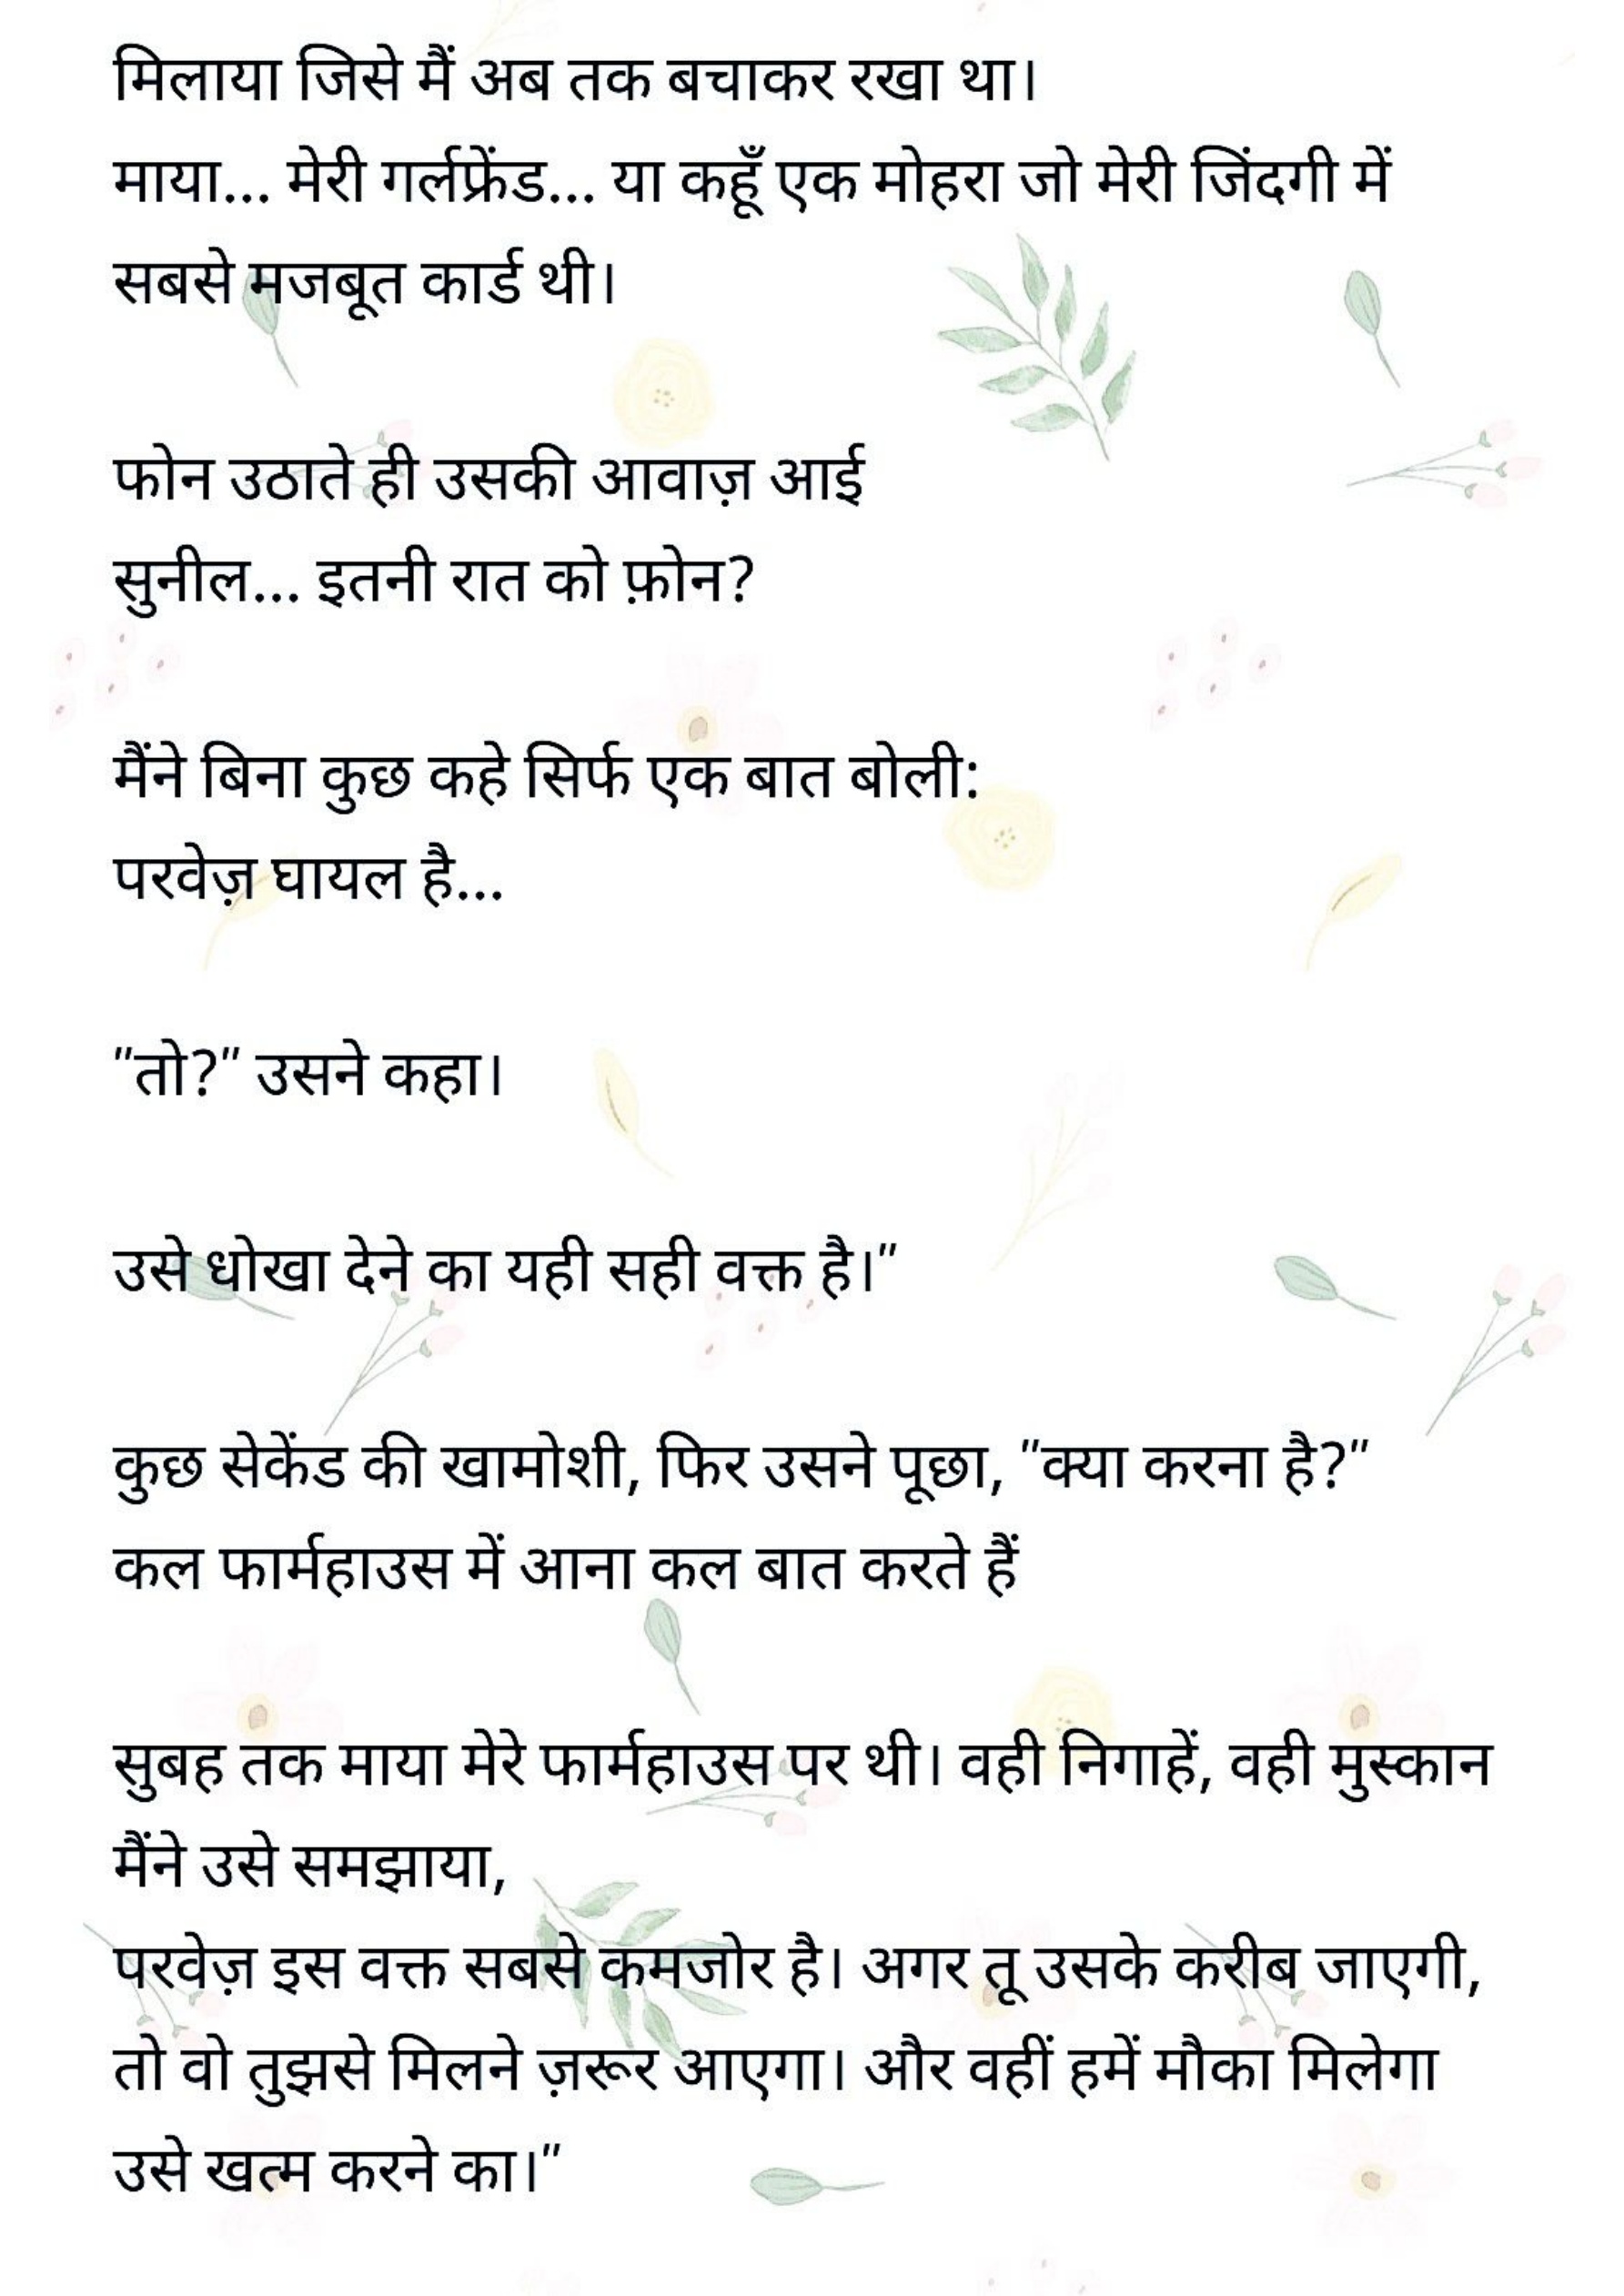 मिलाया जिसे मैं अब तक बचाकर रखा था।
माया... मेरी गर्लफ्रेंड... या कहूँ एक मोहरा जो मेरी जिंदगी में
सबसे मजबूत कार्ड थी।
फोन उठाते ही उसकी आवाज़ आई
सुनील... इतनी रात को फ़ोन?
मैंने बिना कुछ कहे सिर्फ एक बात बोली:
परवेज़ घायल है...
"तो?" उसने कहा।
उसे धोखा देने का यही सही वक्त है।"
कुछ सेकेंड की खामोशी, फिर उसने पूछा, "क्या करना है?"
कल फार्महाउस में आना कल बात करते हैं
सुबह तक माया मेरे फार्महाउस पर थी। वही निगाहें, वही मुस्कान
मैंने उसे समझाया,
परवेज़ इस वक्त सबसे कमजोर है। अगर तू उसके करीब जाएगी,
तो वो तुझसे मिलने ज़रूर आएगा। और वहीं हमें मौका मिलेगा
उसे खत्म करने का।"